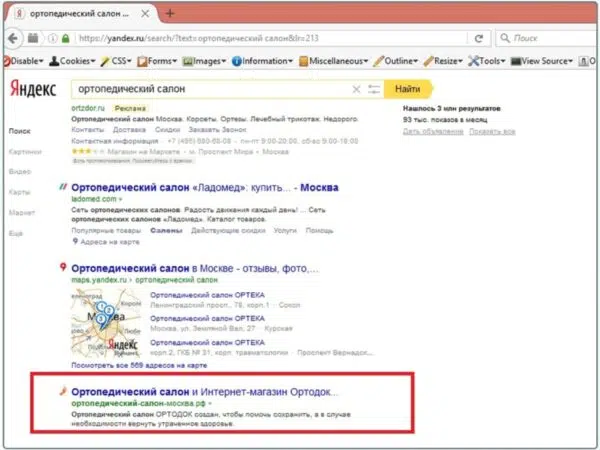 ортопедический салон ...
https://yandex.ru/search/?text=ортопедический салон&lr=213
Поиск
Disable Cookies CSS Forms Images Information Miscellaneous Outline Resize Tools View Source
Яндекс
ортопедический салон
Найти
ortzdor.ru Реклама
Ортопедический салон Москва. Корсеты. Ортезы. Лечебный трикотаж. Недорого.
Контакты Доставка Скидки Заказать Звонок
Контактная информация · +7 (495) 680-68-08 · пн-пт 9:00-20:00, сб-вс 9:00-18:00
Магазин на Маркете · м. Проспект Мира · Москва
Нашлось 3 млн результатов
93 тыс. показов в месяц
Дать объявление Показать все
Поиск
Картинки
Видео
Карты
Маркет
Ещё
Ортопедический салон «Ладомед»: купить... - Москва
ladomed.com
Сеть ортопедических салонов. Радость движения каждый день! ... Сеть
ортопедических салонов «Ладомед». Каталог товаров.
Популярные товары Салоны Действующие скидки Услуги Помощь
9 Адреса на карте
Ортопедический салон в Москве - отзывы, фото,...
maps.yandex.ru › ортопедический салон
Ортопедический салон ОРТЕКА
Ленинградский просп., 78, корп.1 · Сокол
Ортопедический салон ОРТЕКА
Москва, ул. Земляной Вал, 27 · Курская
Ортопедический салон ОРТЕКА
корп. 2, ГКБ № 31, корп. травматологии · Проспект Вернадск...
Москва
Яндекс
Посмотреть все 569 адресов на карте
Ортопедический салон и Интернет-магазин Ортодок...
ортопедический-салон-москва.рф
Ортопедический салон ОРТОДОК создан, чтобы помочь сохранить, а в случае
необходимости вернуть утраченное здоровье.